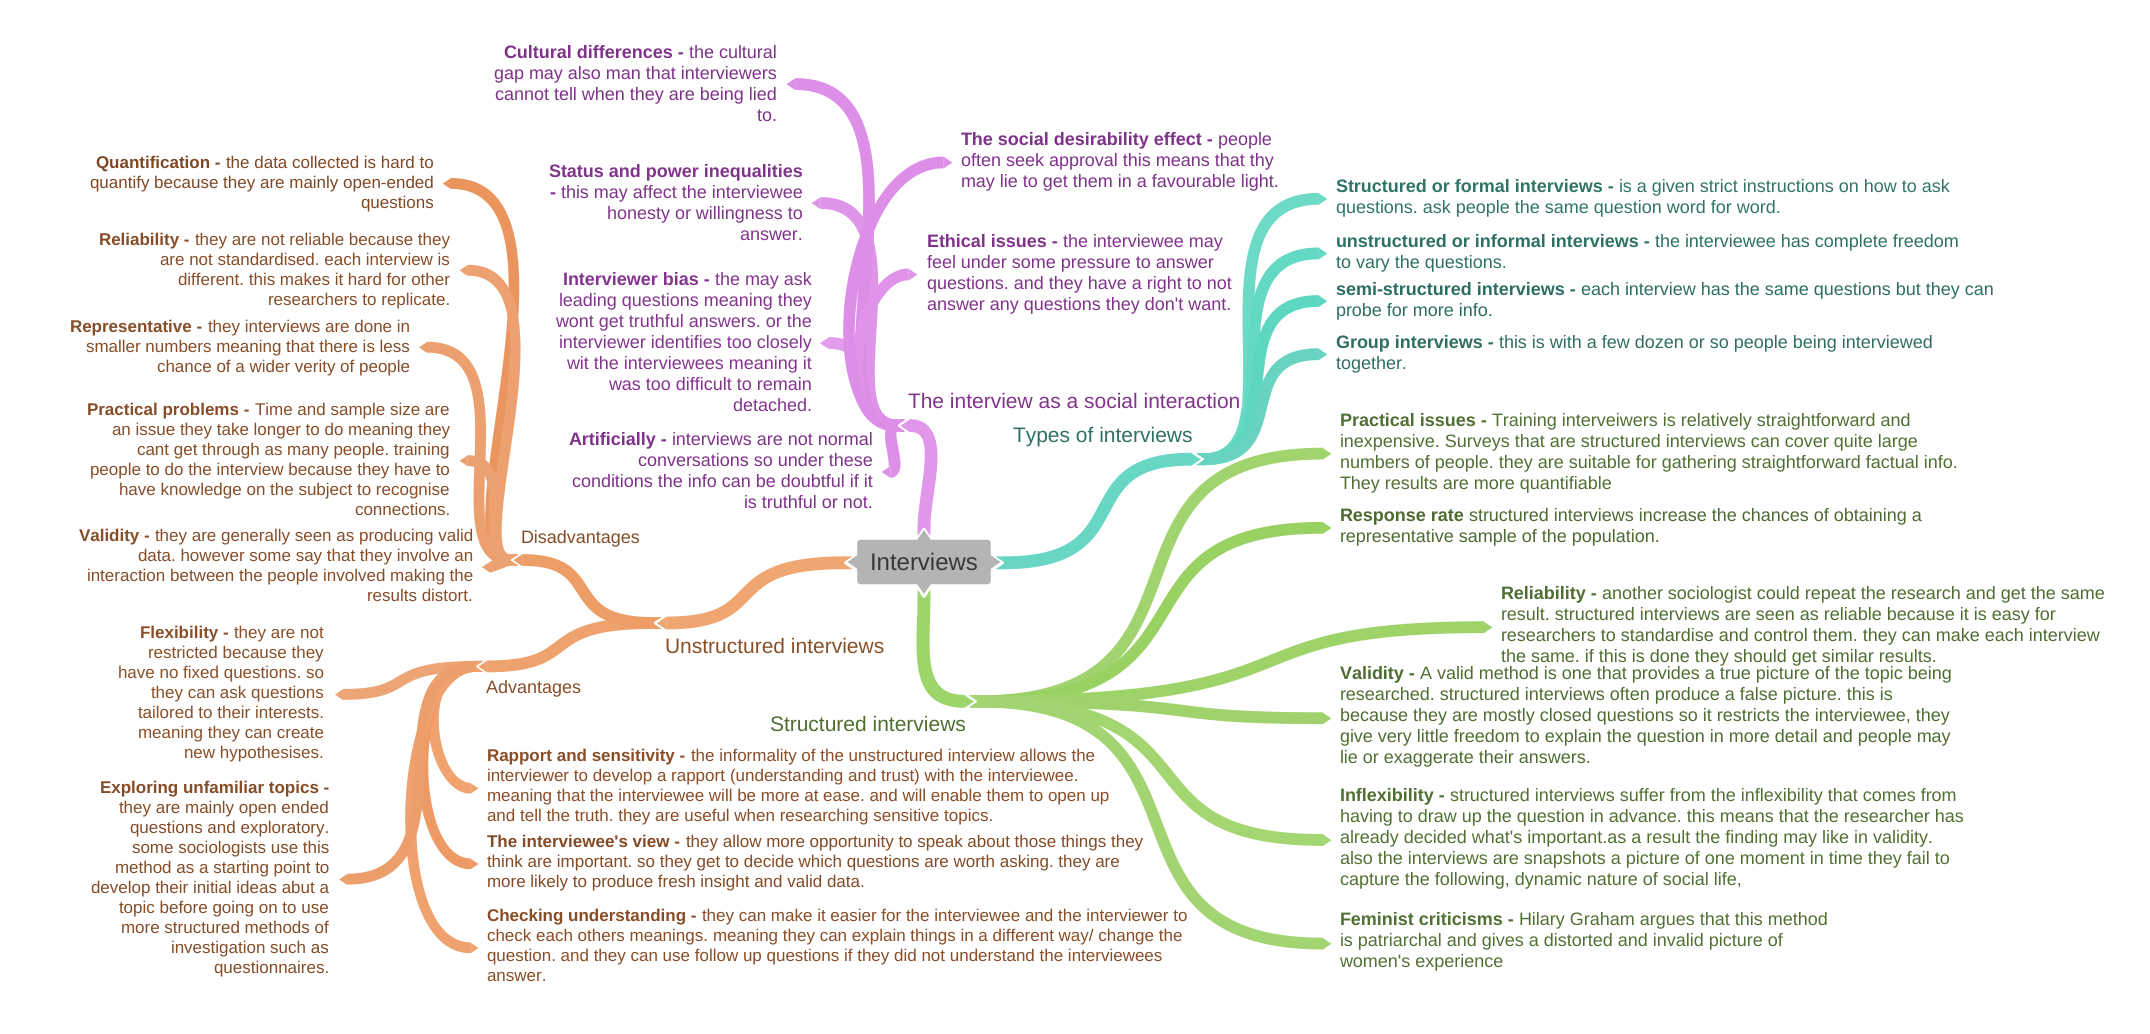 Cultural differences - the cultural
gap may also man that interviewers
cannot tell when they are being lied
to.
Status and power inequalities
- this may affect the interviewee
honesty or willingness to
answer.
Interviewer bias - the may ask
leading questions meaning they
wont get truthful answers. or the
interviewer identifies too closely
wit the interviewees meaning it
was too difficult to remain
detached.
Artificially - interviews are not normal
conversations so under these
conditions the info can be doubtful if it
is truthful or not.
The social desirability effect - people
often seek approval this means that thy
may lie to get them in a favourable light.
Ethical issues - the interviewee may
feel under some pressure to answer
questions. and they have a right to not
answer any questions they don't want.
The interview as a social interaction
Types of interviews
Structured or formal interviews - is a given strict instructions on how to ask
questions. ask people the same question word for word.
unstructured or informal interviews - the interviewee has complete freedom
to vary the questions.
semi-structured interviews - each interview has the same questions but they can
probe for more info.
Group interviews - this is with a few dozen or so people being interviewed
together.
Interviews
Structured interviews
Practical issues - Training interveiwers is relatively straightforward and
inexpensive. Surveys that are structured interviews can cover quite large
numbers of people. they are suitable for gathering straightforward factual info.
They results are more quantifiable
Response rate structured interviews increase the chances of obtaining a
representative sample of the population.
Reliability - another sociologist could repeat the research and get the same
result. structured interviews are seen as reliable because it is easy for
researchers to standardise and control them. they can make each interview
the same. if this is done they should get similar results.
Validity - A valid method is one that provides a true picture of the topic being
researched. structured interviews often produce a false picture. this is
because they are mostly closed questions so it restricts the interviewee, they
give very little freedom to explain the question in more detail and people may
lie or exaggerate their answers.
Inflexibility - structured interviews suffer from the inflexibility that comes from
having to draw up the question in advance. this means that the researcher has
already decided what's important.as a result the finding may like in validity.
also the interviews are snapshots a picture of one moment in time they fail to
capture the following, dynamic nature of social life,
Feminist criticisms - Hilary Graham argues that this method
is patriarchal and gives a distorted and invalid picture of
women's experience
Unstructured interviews
Disadvantages
Quantification - the data collected is hard to
quantify because they are mainly open-ended
questions
Reliability - they are not reliable because they
are not standardised. each interview is
different. this makes it hard for other
researchers to replicate.
Representative - they interviews are done in
smaller numbers meaning that there is less
chance of a wider verity of people
Practical problems - Time and sample size are
an issue they take longer to do meaning they
cant get through as many people. training
people to do the interview because they have to
have knowledge on the subject to recognise
connections.
Validity - they are generally seen as producing valid
data. however some say that they involve an
interaction between the people involved making the
results distort.
Advantages
Flexibility - they are not
restricted because they
have no fixed questions. so
they can ask questions
tailored to their interests.
meaning they can create
new hypothesises.
Exploring unfamiliar topics -
they are mainly open ended
questions and exploratory.
some sociologists use this
method as a starting point to
develop their initial ideas abut a
topic before going on to use
more structured methods of
investigation such as
questionnaires.
Rapport and sensitivity - the informality of the unstructured interview allows the
interviewer to develop a rapport (understanding and trust) with the interviewee.
meaning that the interviewee will be more at ease. and will enable them to open up
and tell the truth. they are useful when researching sensitive topics.
The interviewee's view - they allow more opportunity to speak about those things they
think are important. so they get to decide which questions are worth asking. they are
more likely to produce fresh insight and valid data.
Checking understanding - they can make it easier for the interviewee and the interviewer to
check each others meanings. meaning they can explain things in a different way/ change the
question. and they can use follow up questions if they did not understand the interviewees
answer.